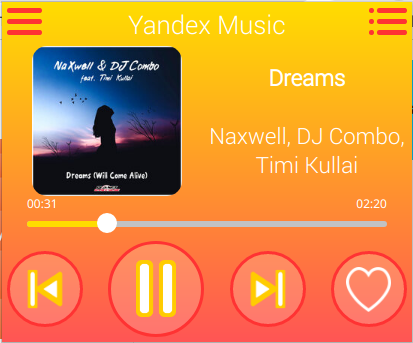 Yandex Music
NaXwell & DJ Combo
feat. Timi Kullai
Dreams (Will Come Alive)
Dreams
Naxwell, DJ Combo,
Timi Kullai
00:31
02:20